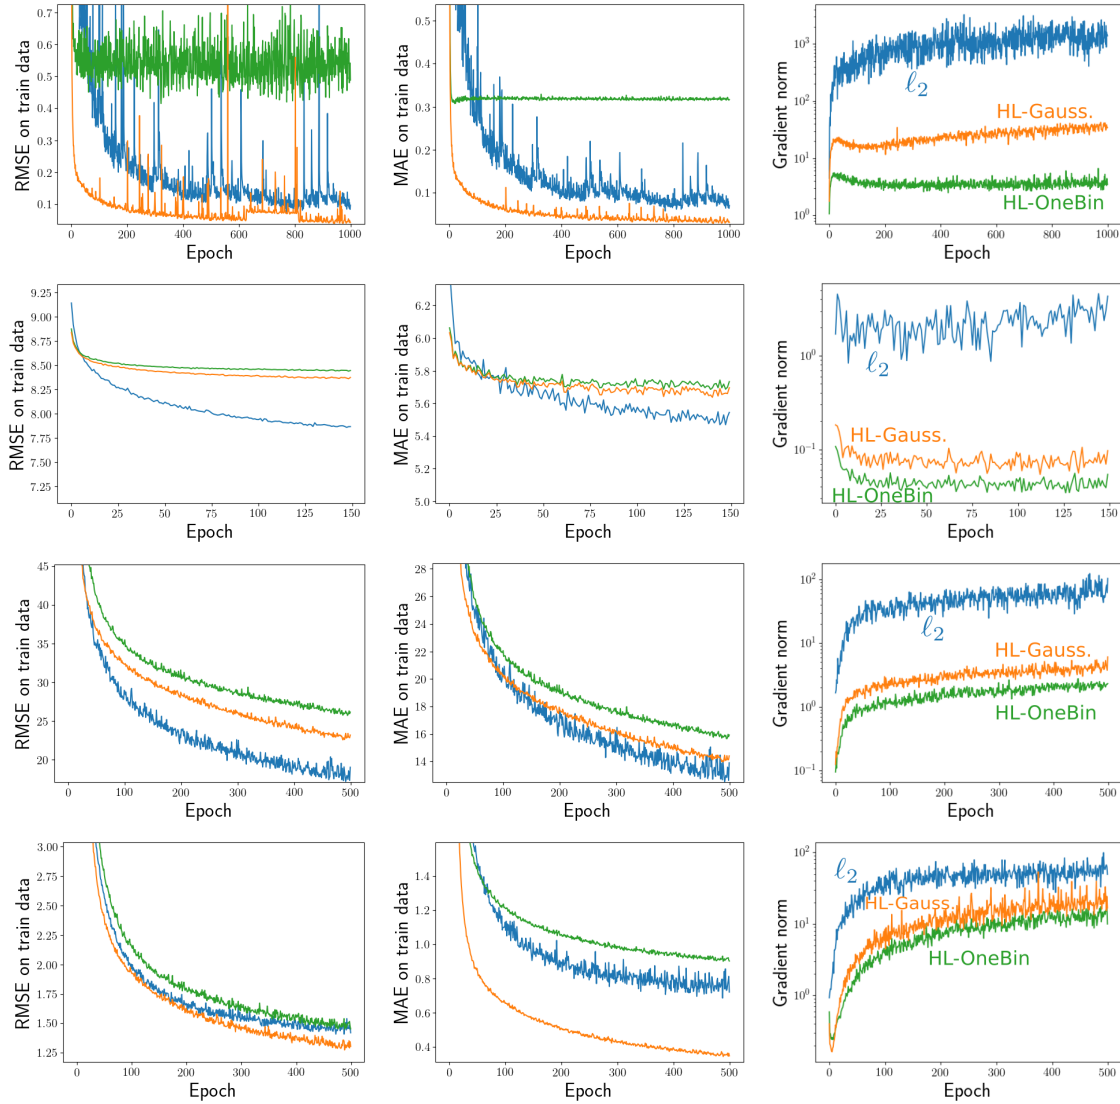 RMSE on train data
0.7
0.6
0.5
0.4
0.3
0.2
0.1
0 200 400 600 800 1000
Epoch
MAE on train data
0.5
0.4
0.3
0.2
0.1
0 200 400 600 800 1000
Epoch
Gradient norm
10³
10²
10¹
10⁰
ℓ₂
HL-Gauss.
HL-OneBin
0 200 400 600 800 1000
Epoch
RMSE on train data
9.25
9.00
8.75
8.50
8.25
8.00
7.75
7.50
7.25
0 25 50 75 100 125 150
Epoch
MAE on train data
6.2
6.0
5.8
5.6
5.4
5.2
5.0
0 25 50 75 100 125 150
Epoch
Gradient norm
10⁰
10⁻¹
ℓ₂
HL-Gauss.
HL-OneBin
0 25 50 75 100 125 150
Epoch
RMSE on train data
45
40
35
30
25
20
0 100 200 300 400 500
Epoch
MAE on train data
28
26
24
22
20
18
16
14
0 100 200 300 400 500
Epoch
Gradient norm
10²
10¹
10⁰
10⁻¹
ℓ₂
HL-Gauss.
HL-OneBin
0 100 200 300 400 500
Epoch
RMSE on train data
3.00
2.75
2.50
2.25
2.00
1.75
1.50
1.25
0 100 200 300 400 500
Epoch
MAE on train data
1.4
1.2
1.0
0.8
0.6
0.4
0 100 200 300 400 500
Epoch
Gradient norm
10²
10¹
10⁰
ℓ₂
HL-Gauss.
HL-OneBin
0 100 200 300 400 500
Epoch